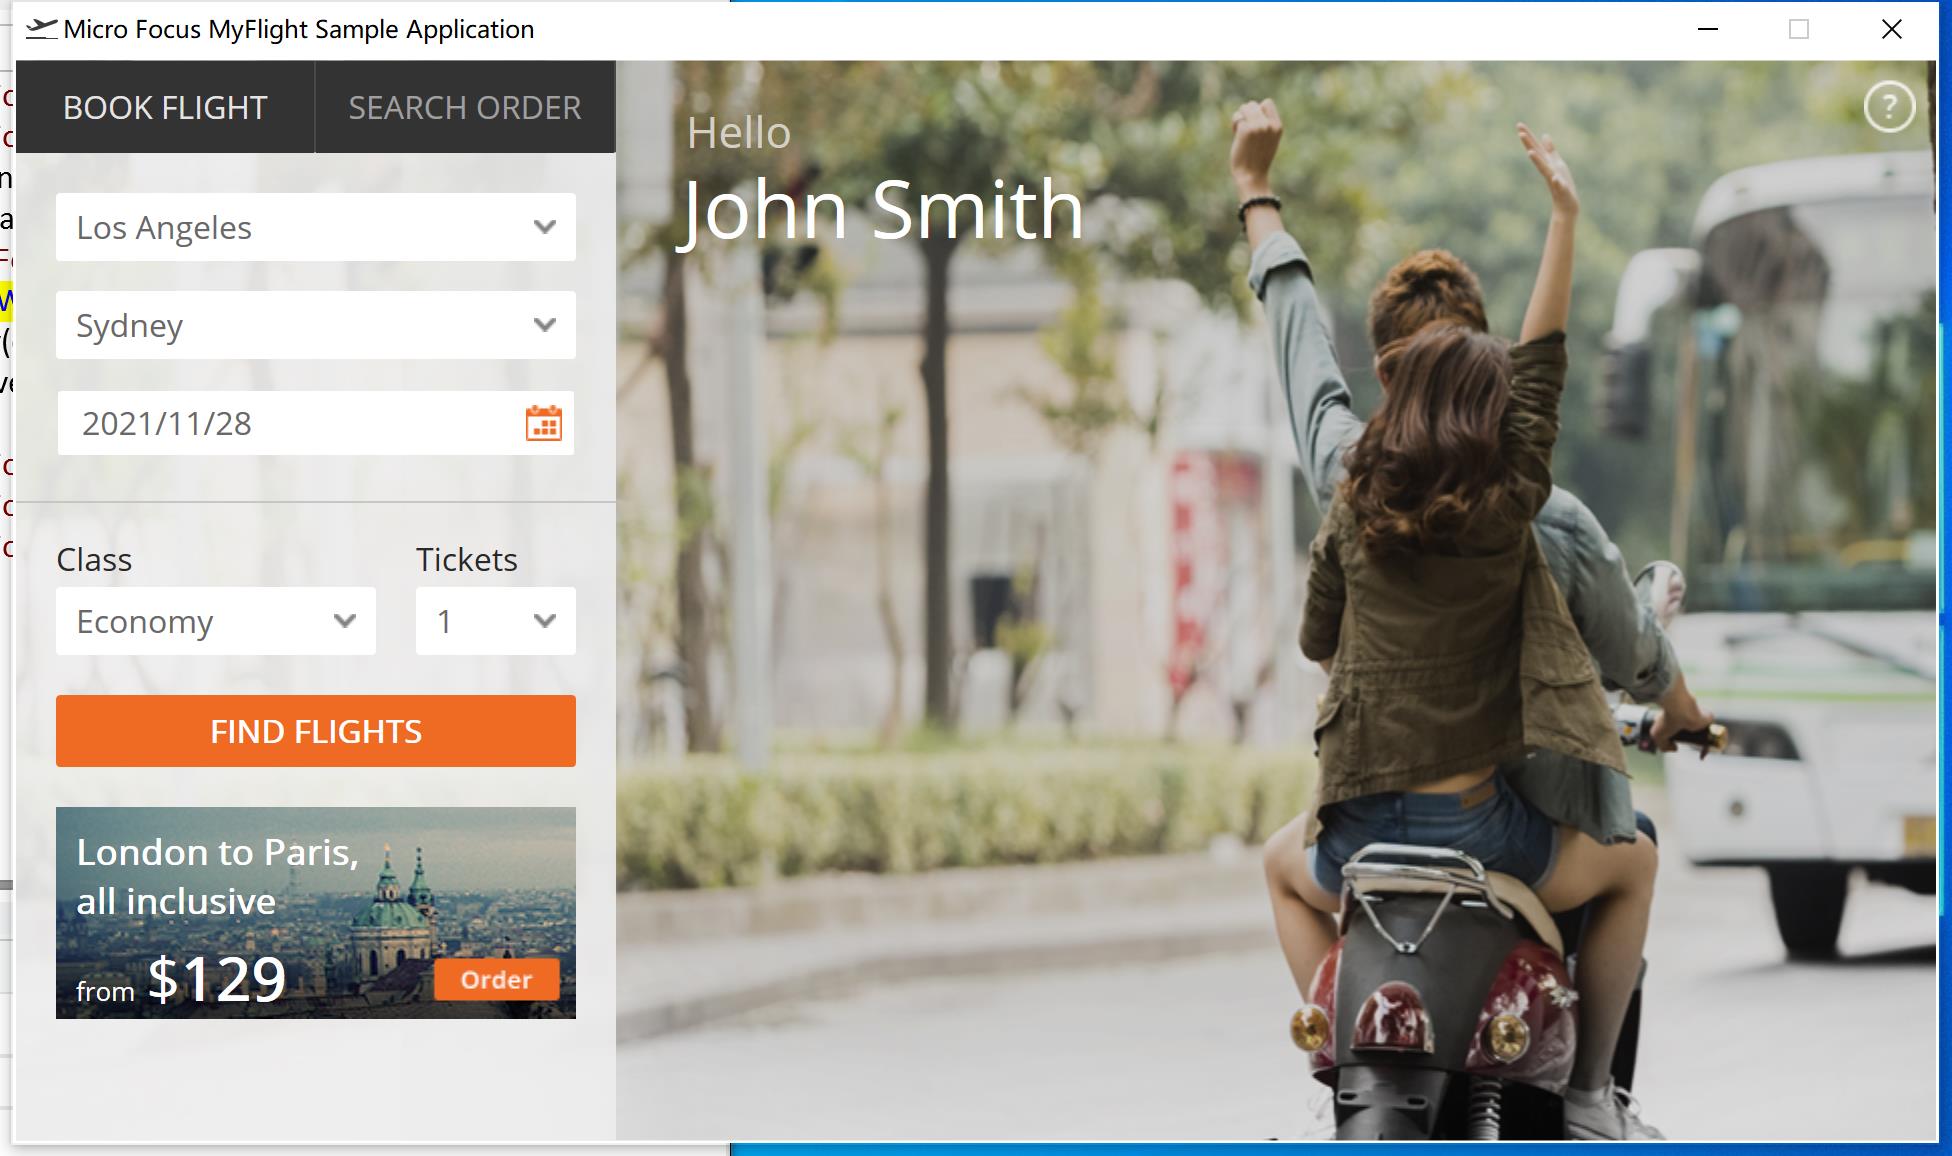 Micro Focus MyFlight Sample Application
BOOK FLIGHT
SEARCH ORDER
Hello
John Smith
?
Los Angeles
Sydney
2021/11/28
Class
Tickets
Economy
1
FIND FLIGHTS
London to Paris,
all inclusive
from $129
Order